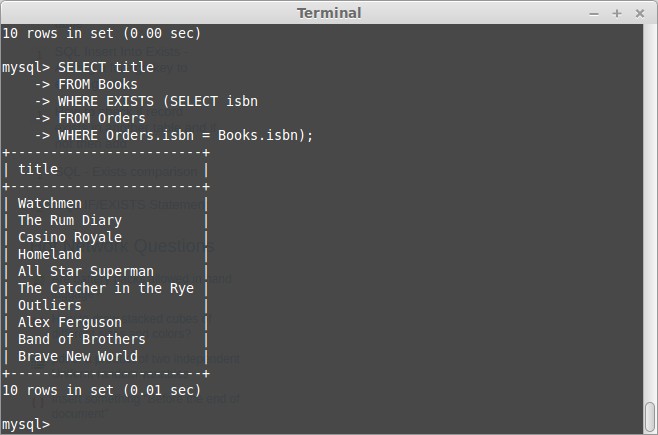 Terminal
10 rows in set (0.00 sec)
mysql> SELECT title
    -> FROM Books
    -> WHERE EXISTS (SELECT isbn
    -> FROM Orders
    -> WHERE Orders.isbn = Books.isbn);
+------------------------+
| title                  |
+------------------------+
| Watchmen               |
| The Rum Diary          |
| Casino Royale          |
| Homeland               |
| All Star Superman      |
| The Catcher in the Rye |
| Outliers               |
| Alex Ferguson          |
| Band of Brothers       |
| Brave New World        |
+------------------------+
10 rows in set (0.01 sec)
mysql>